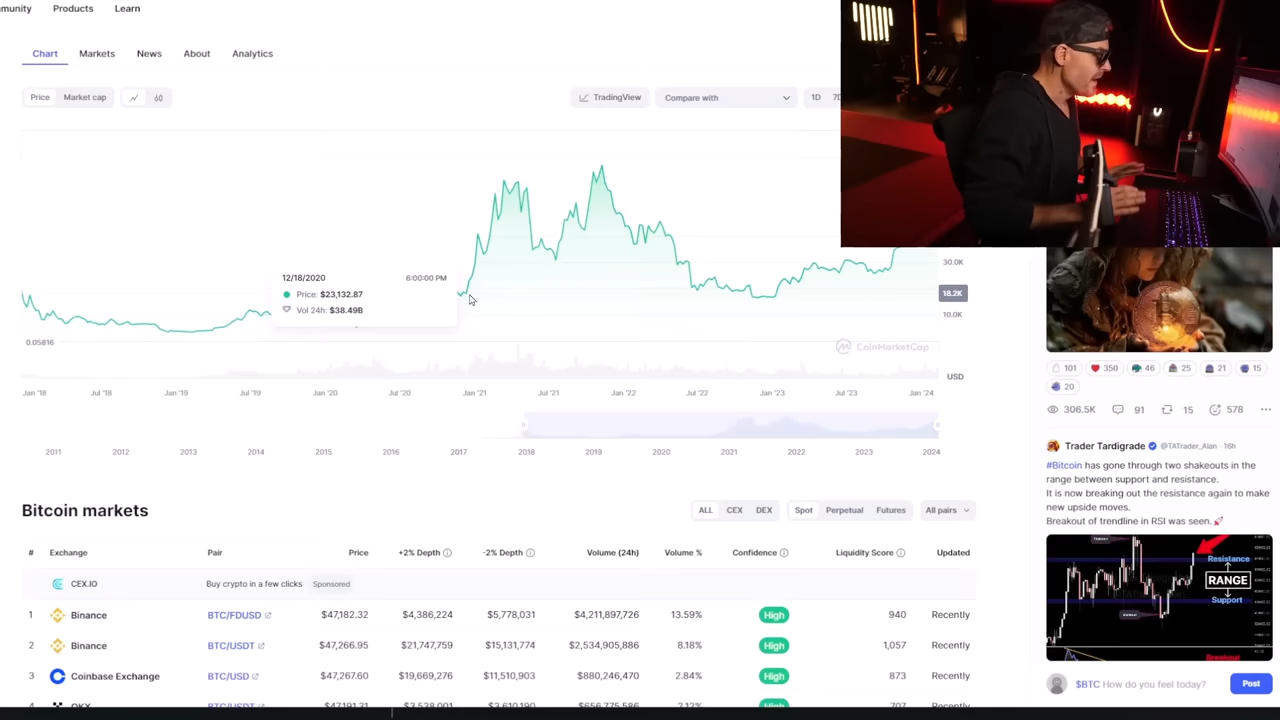 Products
Learn
Chart
Markets
News
About
Analytics
Price
Market cap
TradingView
Compare with
1D
12/18/2020 6:00:00 PM
Price: $23,132.87
Vol 24h: $38.49B
30.0K
18.2K
10.0K
0.05816
CoinMarketCap
USD
Jan '18 Jul '18 Jan '19 Jul '19 Jan '20 Jul '20 Jan '21 Jul '21 Jan '22 Jul '22 Jan '23 Jul '23 Jan '24
2011 2012 2013 2014 2015 2016 2017 2018 2019 2020 2021 2022 2023 2024
Bitcoin markets
ALL CEX DEX Spot Perpetual Futures All pairs
# Exchange Pair Price +2% Depth -2% Depth Volume (24h) Volume % Confidence Liquidity Score Updated
CEX.IO Buy crypto in a few clicks Sponsored
1 Binance BTC/FDUSD $47,182.32 $4,386,224 $5,778,031 $4,211,897,726 13.59% High 940 Recently
2 Binance BTC/USDT $47,266.95 $21,747,759 $15,131,774 $2,534,905,886 8.18% High 1,057 Recently
3 Coinbase Exchange BTC/USD $47,267.60 $19,669,276 $11,510,903 $880,246,470 2.84% High 873 Recently
101 350 46 25 21 15
20
306.5K 91 15 578
Trader Tardigrade @TATrader_Alan · 16h
#Bitcoin has gone through two shakeouts in the
range between support and resistance.
It is now breaking out the resistance again to make
new upside moves.
Breakout of trendline in RSI was seen.
Resistance
RANGE
Support
Breakout
$BTC How do you feel today?
Post